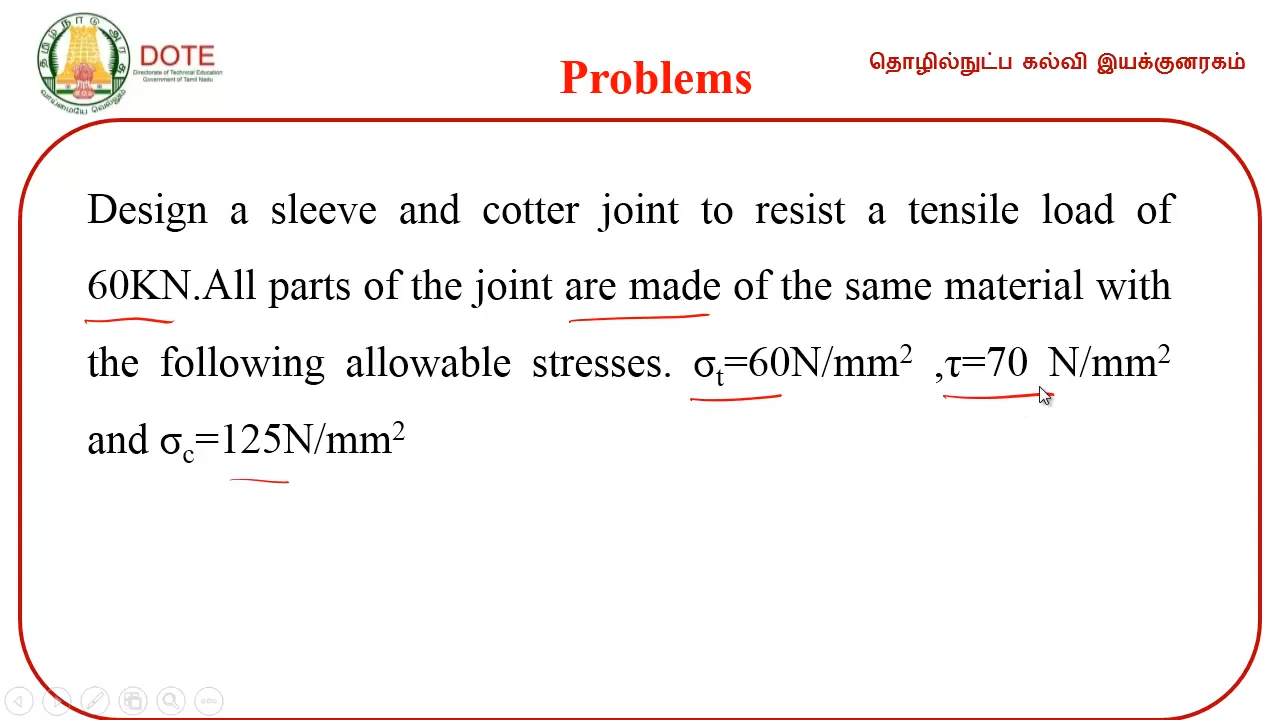 DOTE
Directorate of Technical Education
Government of Tamil Nadu
Problems
தொழில்நுட்ப கல்வி இயக்குனரகம்
Design a sleeve and cotter joint to resist a tensile load of
60KN.All parts of the joint are made of the same material with
the following allowable stresses. σt=60N/mm² ,τ=70 N/mm²
and σc=125N/mm²